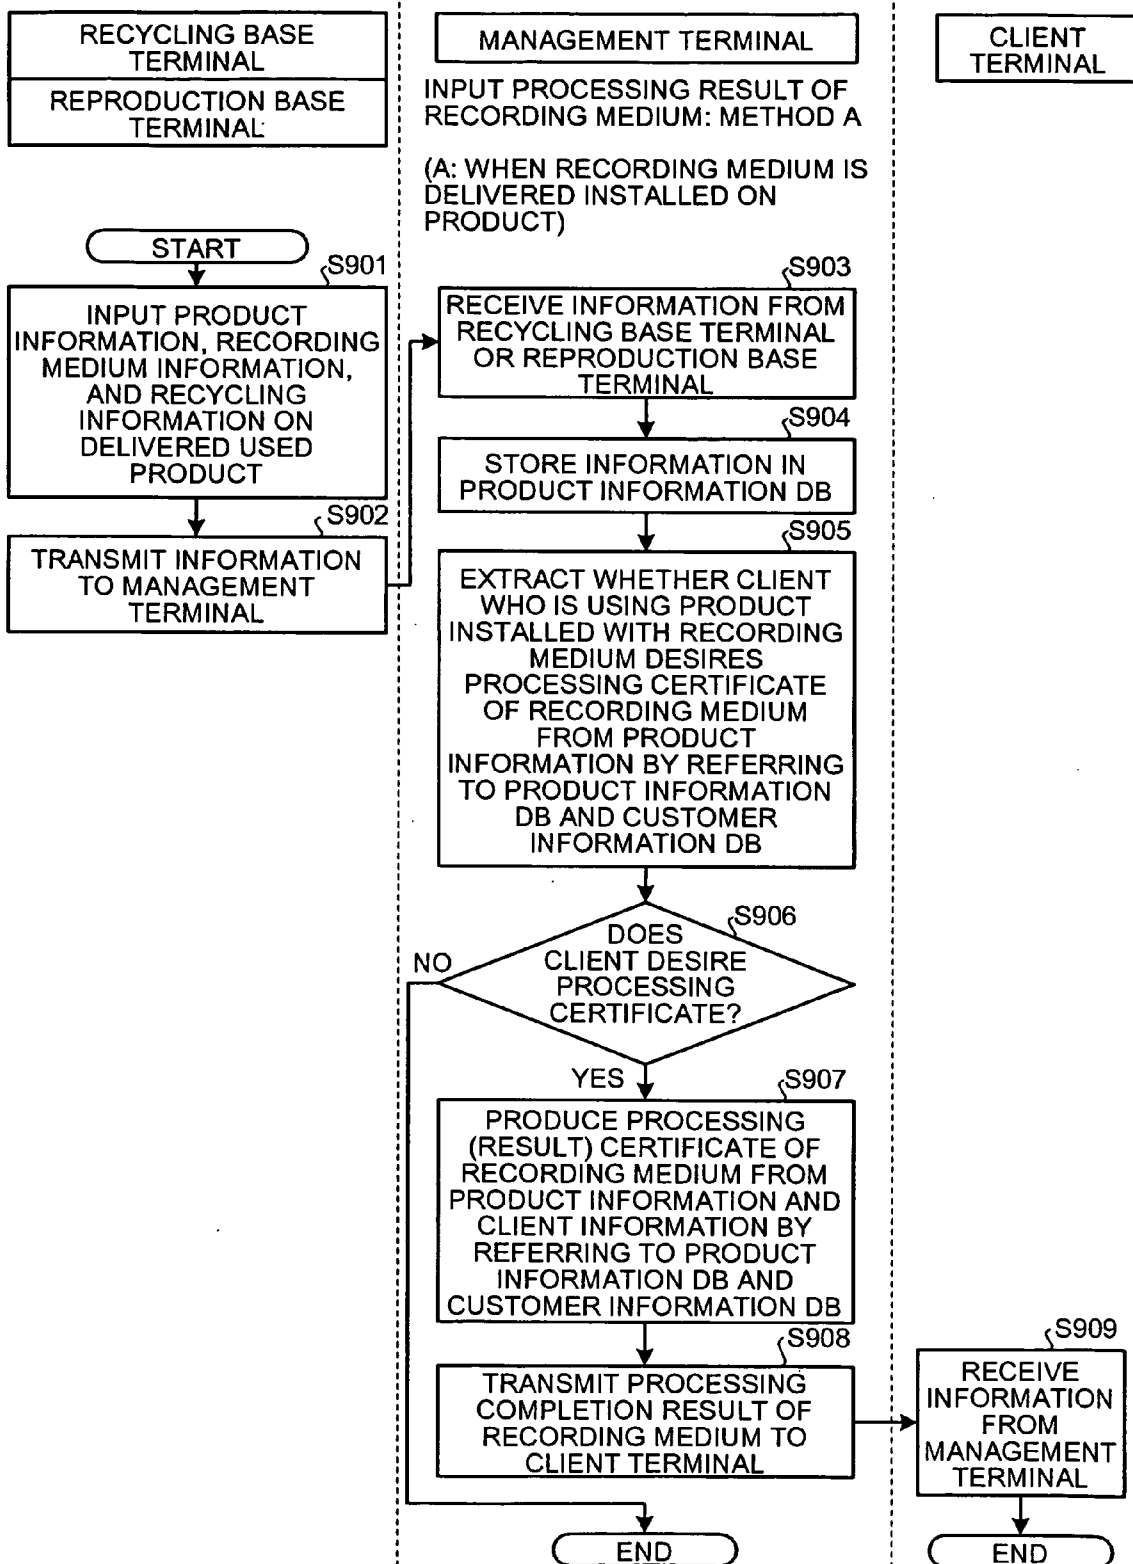 RECYCLING BASE
TERMINAL
REPRODUCTION BASE
TERMINAL
MANAGEMENT TERMINAL
CLIENT
TERMINAL
INPUT PROCESSING RESULT OF
RECORDING MEDIUM: METHOD A
(A: WHEN RECORDING MEDIUM IS
DELIVERED INSTALLED ON
PRODUCT)
START
S901
INPUT PRODUCT
INFORMATION, RECORDING
MEDIUM INFORMATION,
AND RECYCLING
INFORMATION ON
DELIVERED USED
PRODUCT
S902
TRANSMIT INFORMATION
TO MANAGEMENT
TERMINAL
S903
RECEIVE INFORMATION FROM
RECYCLING BASE TERMINAL
OR REPRODUCTION BASE
TERMINAL
S904
STORE INFORMATION IN
PRODUCT INFORMATION DB
S905
EXTRACT WHETHER CLIENT
WHO IS USING PRODUCT
INSTALLED WITH RECORDING
MEDIUM DESIRES
PROCESSING CERTIFICATE
OF RECORDING MEDIUM
FROM PRODUCT
INFORMATION BY REFERRING
TO PRODUCT INFORMATION
DB AND CUSTOMER
INFORMATION DB
S906
DOES
CLIENT DESIRE
PROCESSING
CERTIFICATE?
NO
YES
S907
PRODUCE PROCESSING
(RESULT) CERTIFICATE OF
RECORDING MEDIUM FROM
PRODUCT INFORMATION AND
CLIENT INFORMATION BY
REFERRING TO PRODUCT
INFORMATION DB AND
CUSTOMER INFORMATION DB
S908
TRANSMIT PROCESSING
COMPLETION RESULT OF
RECORDING MEDIUM TO
CLIENT TERMINAL
S909
RECEIVE
INFORMATION
FROM
MANAGEMENT
TERMINAL
END
END